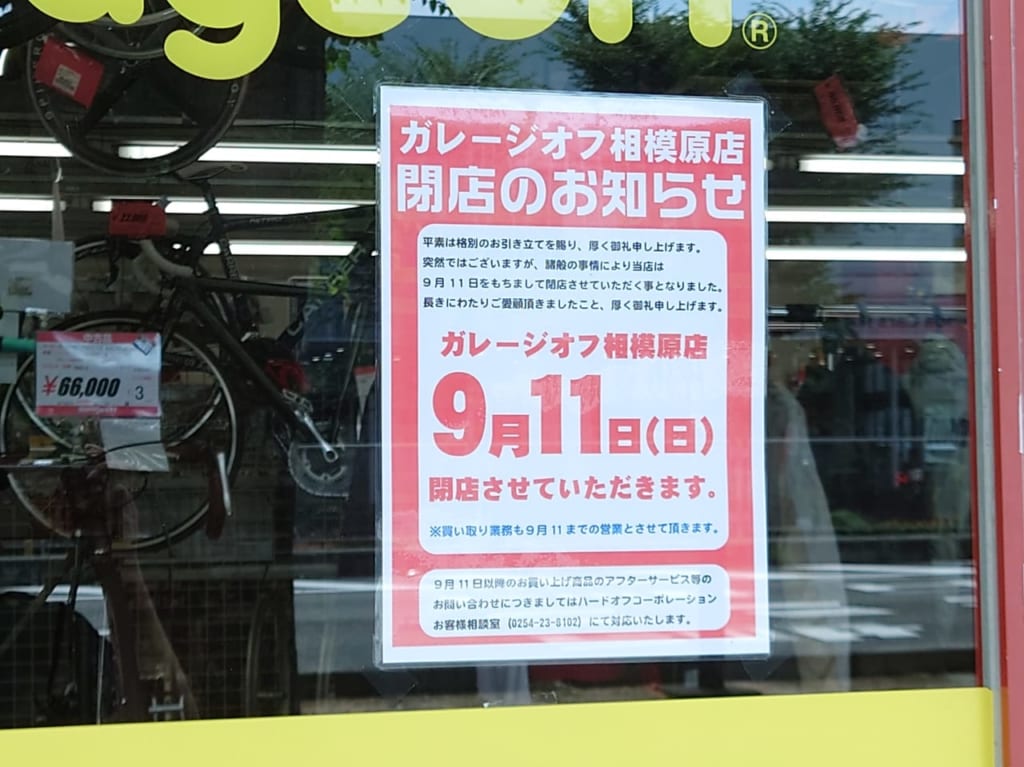 ®
ガレージオフ相模原店
閉店のお知らせ
平素は格別のお引き立てを賜り、厚く御礼申し上げます。
突然ではございますが、諸般の事情により当店は
9月11日をもちまして閉店させていただく事となりました。
長きにわたりご愛顧頂きましたこと、厚く御礼申し上げます。
ガレージオフ相模原店
9月11日(日)
閉店させていただきます。
※買い取り業務も9月11までの営業とさせて頂きます。
9月11日以降のお買い上げ商品のアフターサービス等の
お問い合わせにつきましてはハードオフコーポレーション
お客様相談室（0254-23-8102）にて対応いたします。
¥66,000
3